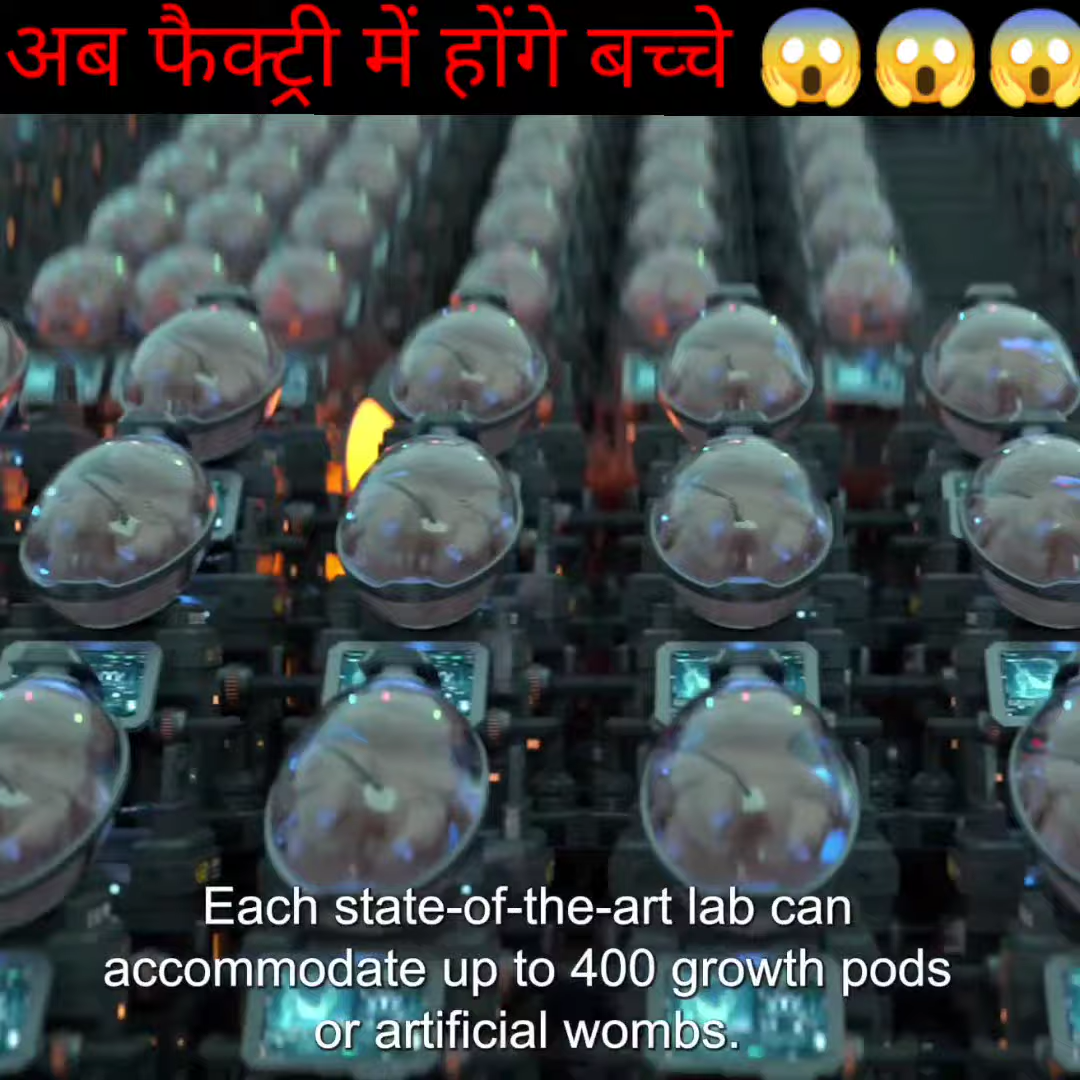 अब फैक्ट्री में होंगे बच्चे 😱😱😱
Each state-of-the-art lab can
accommodate up to 400 growth pods
or artificial wombs.